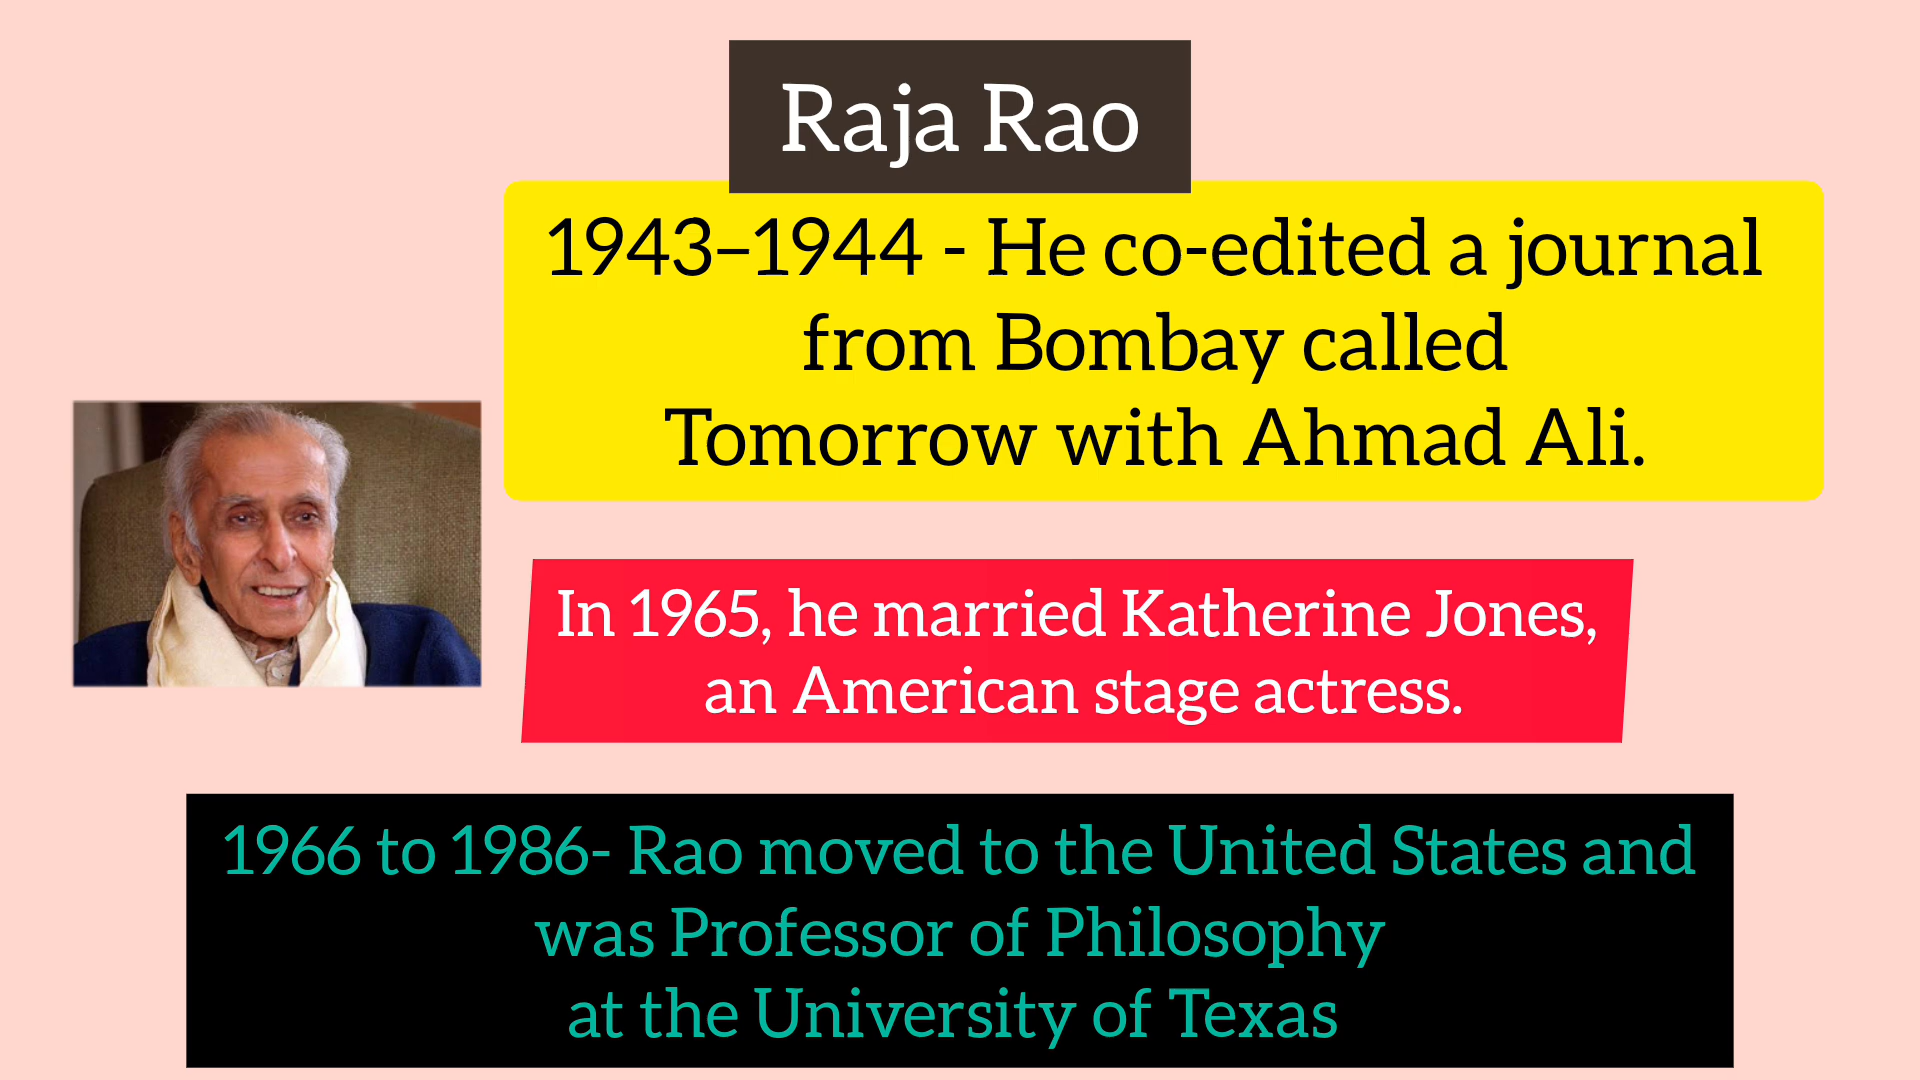 Raja Rao
1943–1944 - He co-edited a journal
from Bombay called
Tomorrow with Ahmad Ali.
In 1965, he married Katherine Jones,
an American stage actress.
1966 to 1986- Rao moved to the United States and
was Professor of Philosophy
at the University of Texas